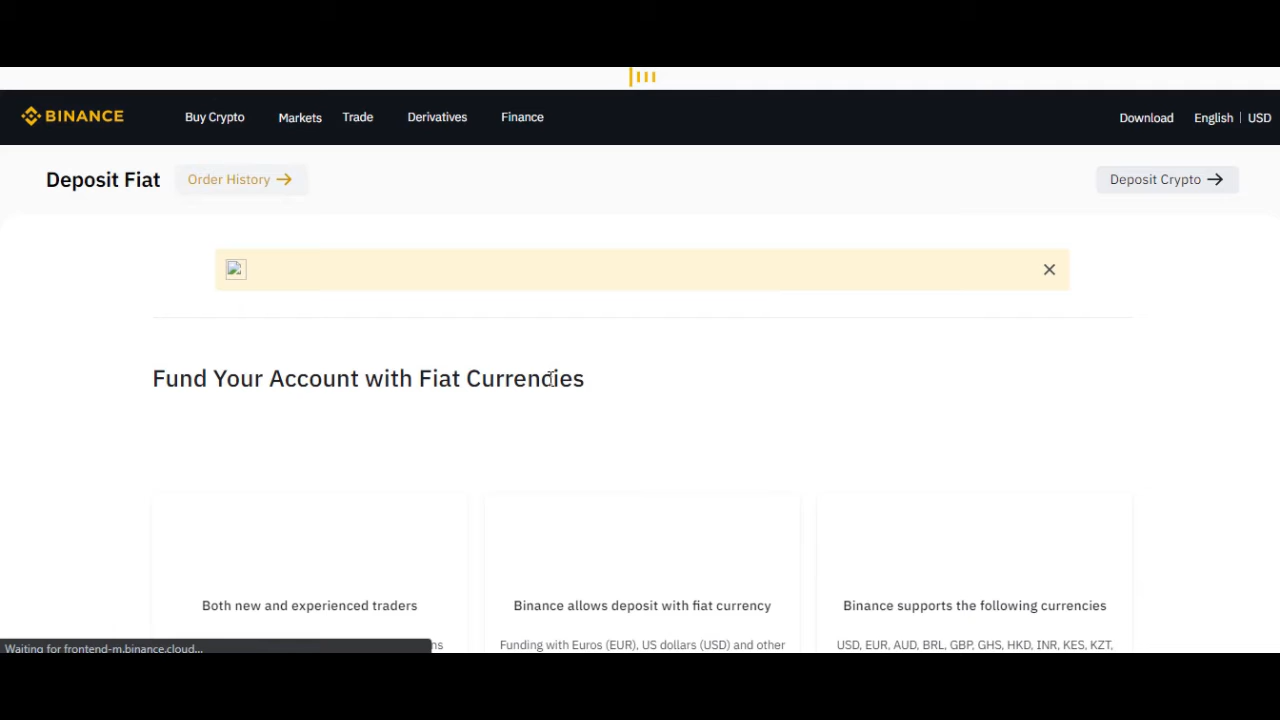 BINANCE Buy Crypto Markets Trade Derivatives Finance Download English USD
Deposit Fiat Order History Deposit Crypto
Fund Your Account with Fiat Currencies
Both new and experienced traders
Binance allows deposit with fiat currency
Binance supports the following currencies
ns
Funding with Euros (EUR), US dollars (USD) and other
USD, EUR, AUD, BRL, GBP, GHS, HKD, INR, KES, KZT,
Waiting for frontend-m.binance.cloud...